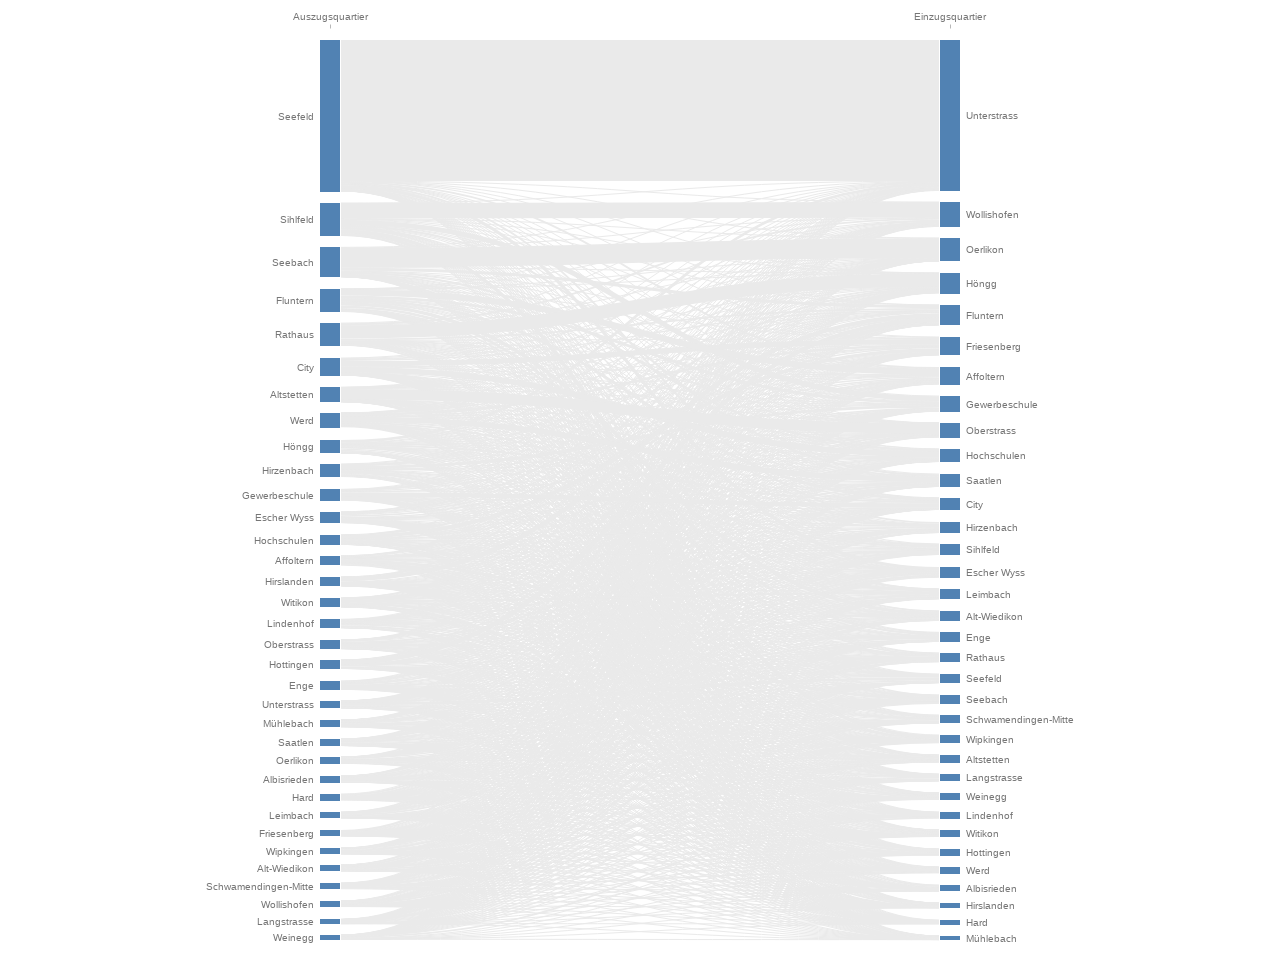 Auszugsquartier
Einzugsquartier
Seefeld
Sihlfeld
Seebach
Fluntern
Rathaus
City
Altstetten
Werd
Höngg
Hirzenbach
Gewerbeschule
Escher Wyss
Hochschulen
Affoltern
Hirslanden
Witikon
Lindenhof
Oberstrass
Hottingen
Enge
Unterstrass
Mühlebach
Saatlen
Oerlikon
Albisrieden
Hard
Leimbach
Friesenberg
Wipkingen
Alt-Wiedikon
Schwamendingen-Mitte
Wollishofen
Langstrasse
Weinegg
Unterstrass
Wollishofen
Oerlikon
Höngg
Fluntern
Friesenberg
Affoltern
Gewerbeschule
Oberstrass
Hochschulen
Saatlen
City
Hirzenbach
Sihlfeld
Escher Wyss
Leimbach
Alt-Wiedikon
Enge
Rathaus
Seefeld
Seebach
Schwamendingen-Mitte
Wipkingen
Altstetten
Langstrasse
Weinegg
Lindenhof
Witikon
Hottingen
Werd
Albisrieden
Hirslanden
Hard
Mühlebach